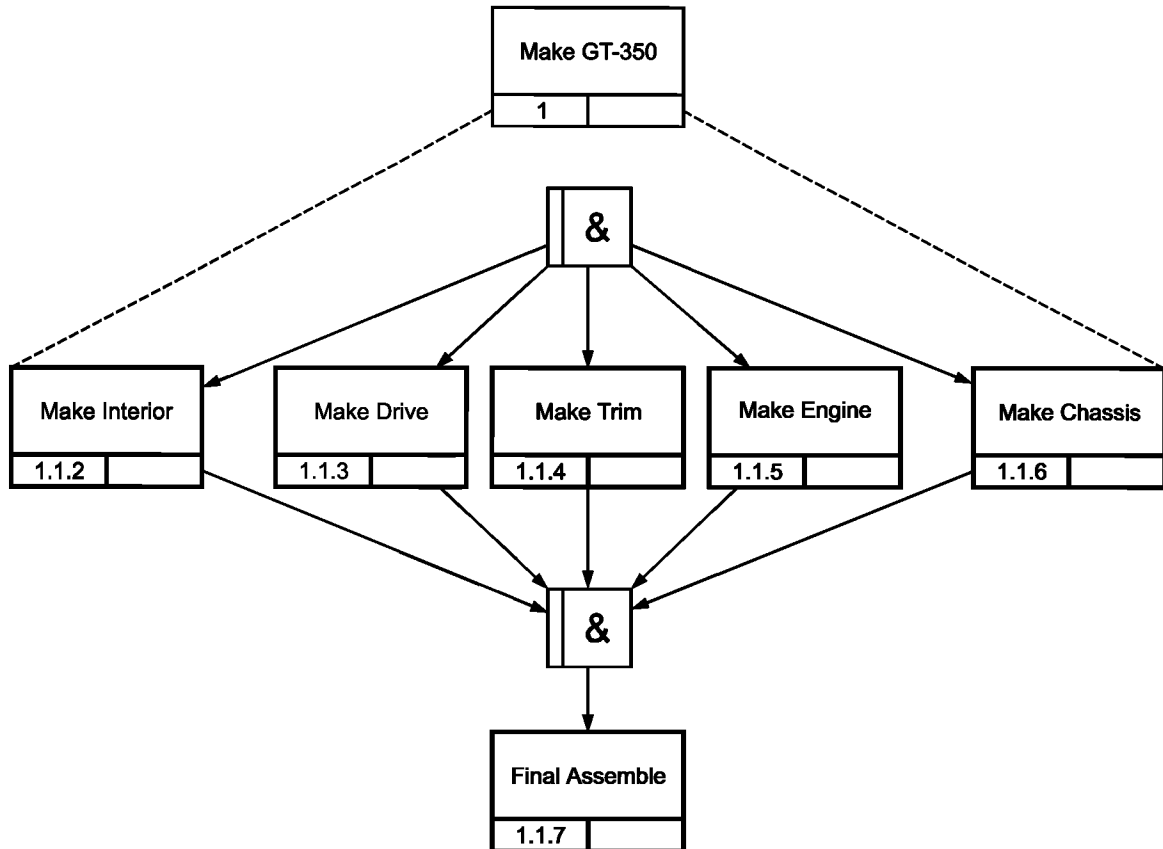 Make GT-350
1
&
Make Interior
Make Drive
Make Trim
Make Engine
Make Chassis
1.1.2
1.1.3
1.1.4
1.1.5
1.1.6
&
Final Assemble
1.1.7